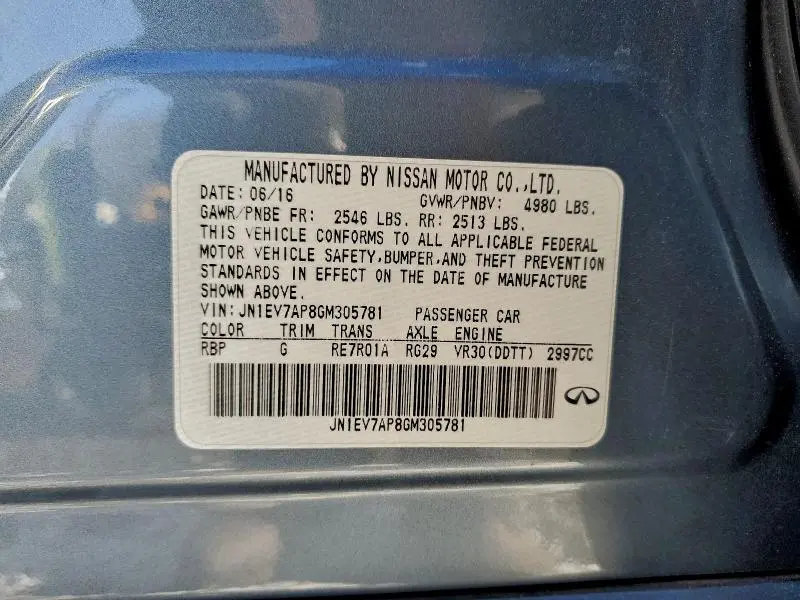 MANUFACTURED BY NISSAN MOTOR CO.,LTD.
DATE: 06/16 GVWR/PNBV: 4980 LBS.
GAWR/PNBE FR: 2546 LBS. RR: 2513 LBS.
THIS VEHICLE CONFORMS TO ALL APPLICABLE FEDERAL
MOTOR VEHICLE SAFETY,BUMPER,AND THEFT PREVENTION
STANDARDS IN EFFECT ON THE DATE OF MANUFACTURE
SHOWN ABOVE.
VIN:JN1EV7AP8GM305781 PASSENGER CAR
COLOR TRIM TRANS AXLE ENGINE
RBP G RE7R01A RG29 VR30(DDTT) 2997CC
JN1EV7AP8GM305781